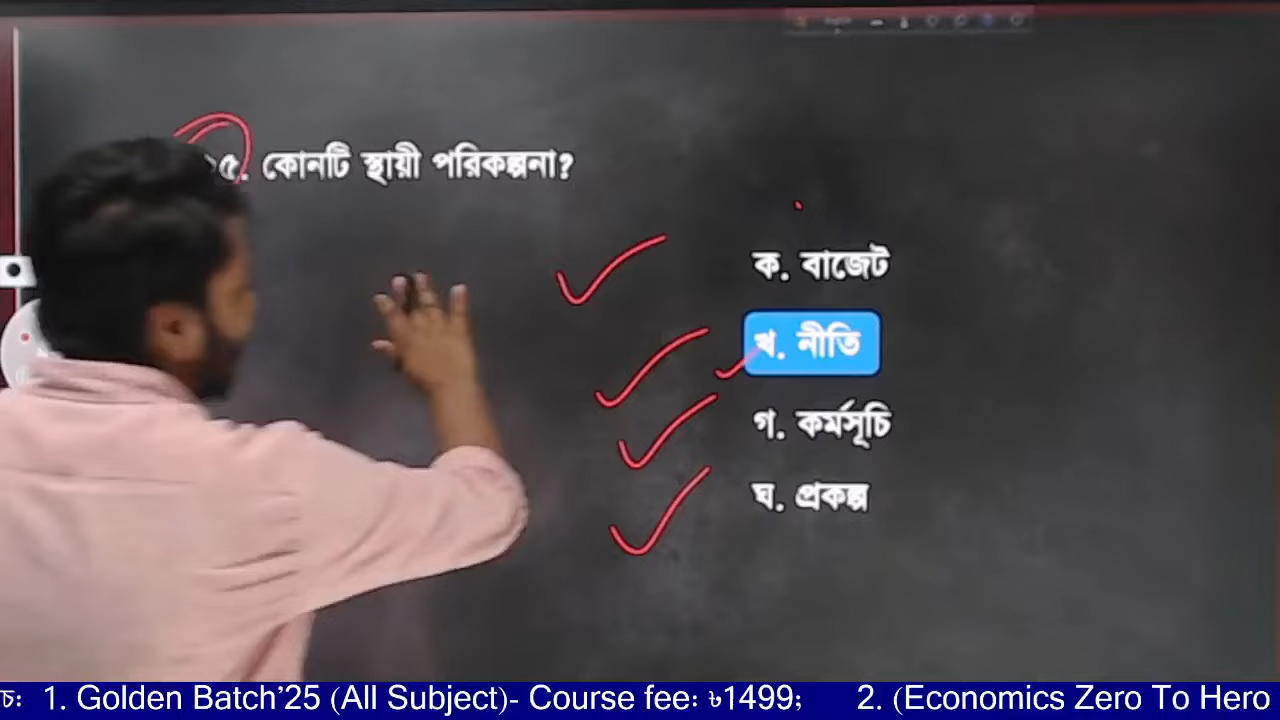 ৫. কোনটি স্থায়ী পরিকল্পনা?
ক. বাজেট
খ. নীতি
গ. কর্মসূচি
ঘ. প্রকল্প
চ: 1. Golden Batch'25 (All Subject)- Course fee: ৳1499; 2. (Economics Zero To Hero